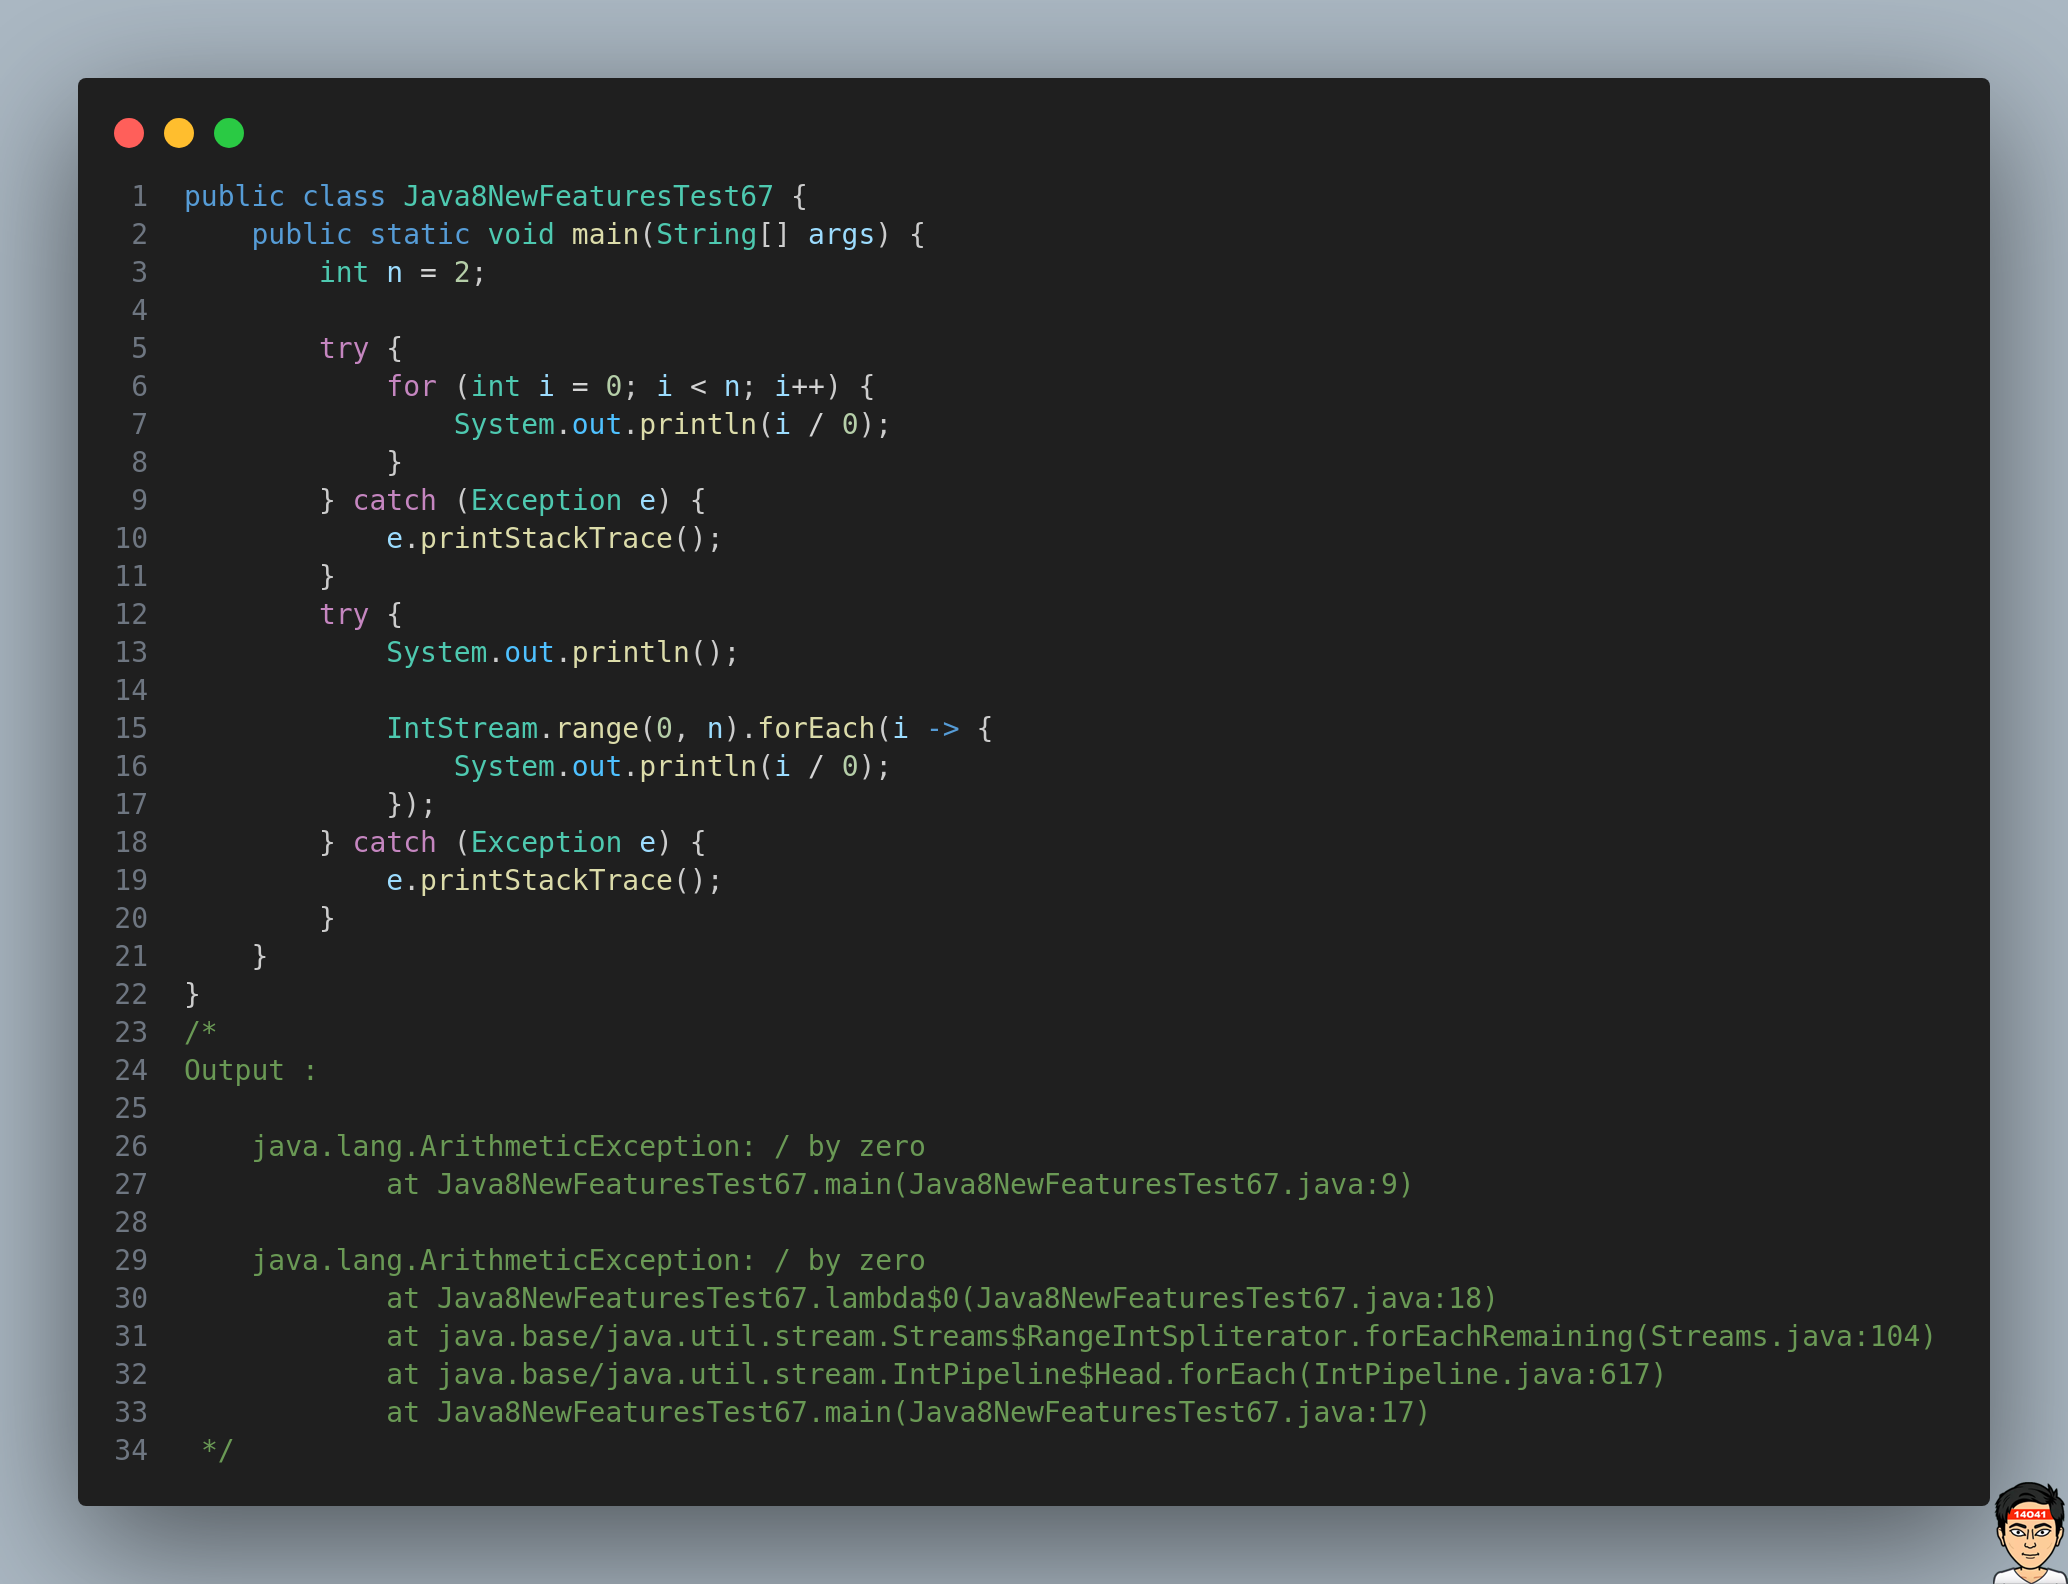 1 public class Java8NewFeaturesTest67 {
2     public static void main(String[] args) {
3         int n = 2;
4
5         try {
6             for (int i = 0; i < n; i++) {
7                 System.out.println(i / 0);
8             }
9         } catch (Exception e) {
10             e.printStackTrace();
11         }
12         try {
13             System.out.println();
14
15             IntStream.range(0, n).forEach(i -> {
16                 System.out.println(i / 0);
17             });
18         } catch (Exception e) {
19             e.printStackTrace();
20         }
21     }
22 }
23 /*
24 Output :
25
26     java.lang.ArithmeticException: / by zero
27             at Java8NewFeaturesTest67.main(Java8NewFeaturesTest67.java:9)
28
29     java.lang.ArithmeticException: / by zero
30             at Java8NewFeaturesTest67.lambda$0(Java8NewFeaturesTest67.java:18)
31             at java.base/java.util.stream.Streams$RangeIntSpliterator.forEachRemaining(Streams.java:104)
32             at java.base/java.util.stream.IntPipeline$Head.forEach(IntPipeline.java:617)
33             at Java8NewFeaturesTest67.main(Java8NewFeaturesTest67.java:17)
34  */
14041